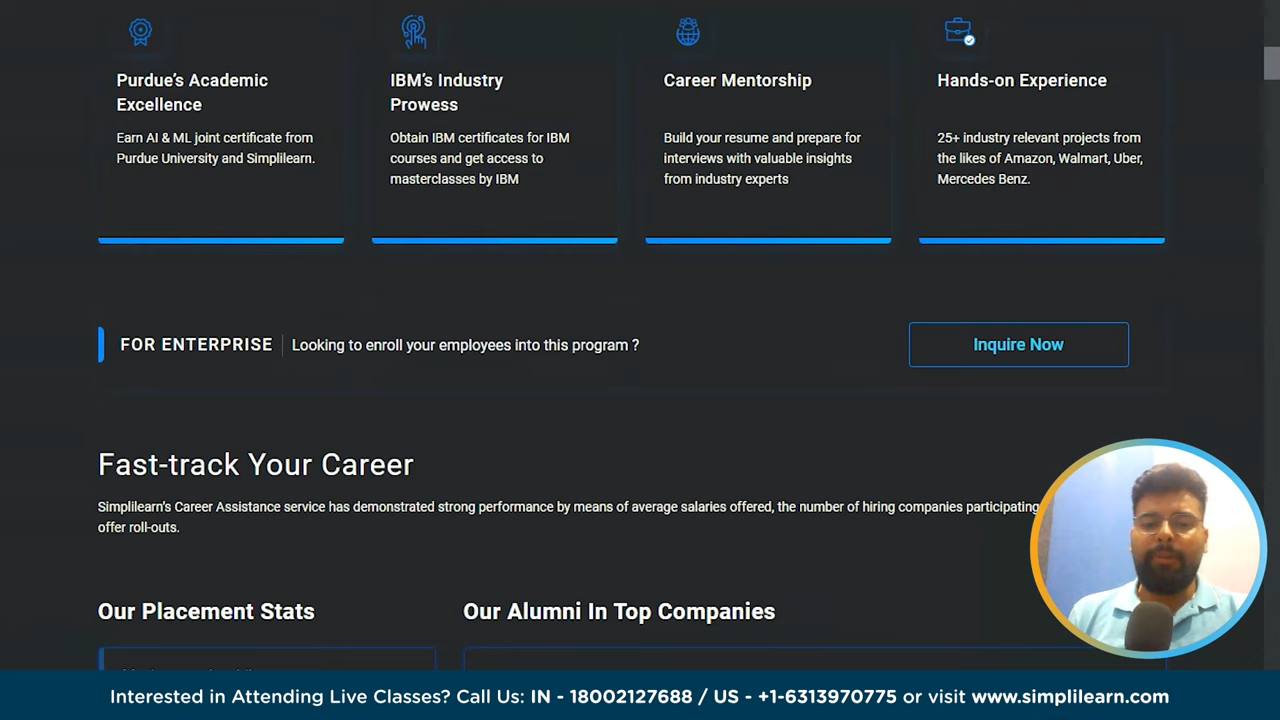 Purdue’s Academic
Excellence
Earn AI & ML joint certificate from
Purdue University and Simplilearn.
IBM’s Industry
Prowess
Obtain IBM certificates for IBM
courses and get access to
masterclasses by IBM
Career Mentorship
Build your resume and prepare for
interviews with valuable insights
from industry experts
Hands-on Experience
25+ industry relevant projects from
the likes of Amazon, Walmart, Uber,
Mercedes Benz.
FOR ENTERPRISE Looking to enroll your employees into this program ?
Inquire Now
Fast-track Your Career
Simplilearn's Career Assistance service has demonstrated strong performance by means of average salaries offered, the number of hiring companies participating
offer roll-outs.
Our Placement Stats
Our Alumni In Top Companies
Interested in Attending Live Classes? Call Us: IN - 18002127688 / US - +1-6313970775 or visit www.simplilearn.com